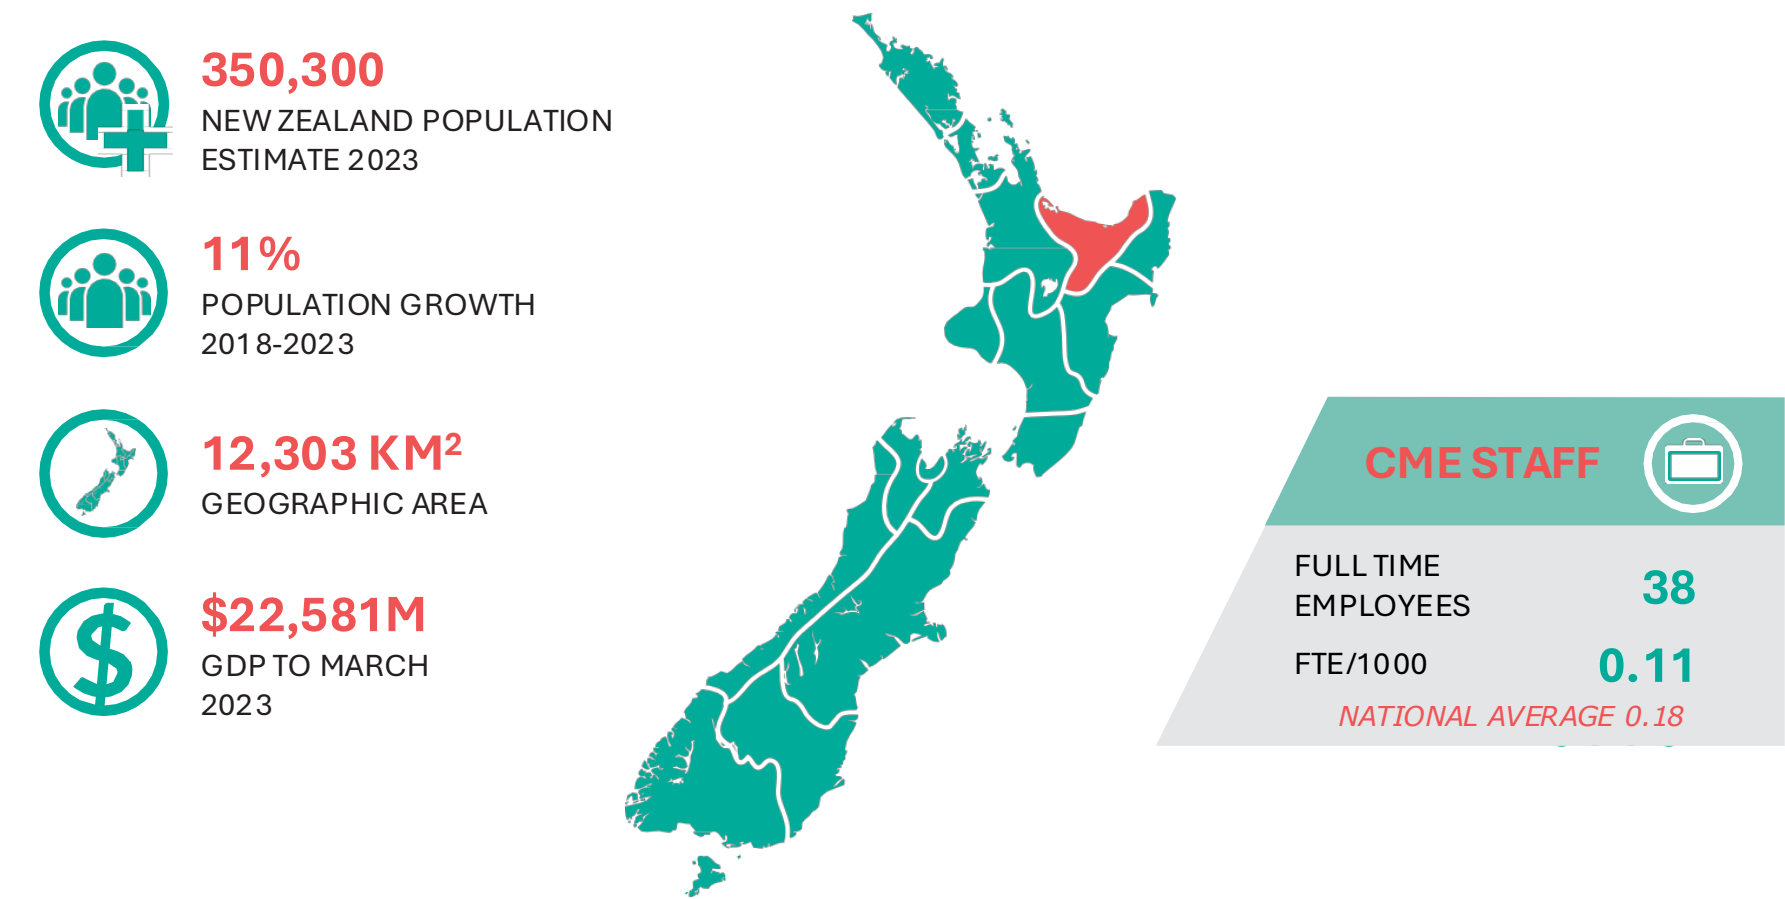 350,300
NEW ZEALAND POPULATION
ESTIMATE 2023
11%
POPULATION GROWTH
2018-2023
12,303 KM²
GEOGRAPHIC AREA
$22,581M
GDP TO MARCH
2023
CME STAFF
FULL TIME
EMPLOYEES
38
FTE/1000
0.11
NATIONAL AVERAGE 0.18